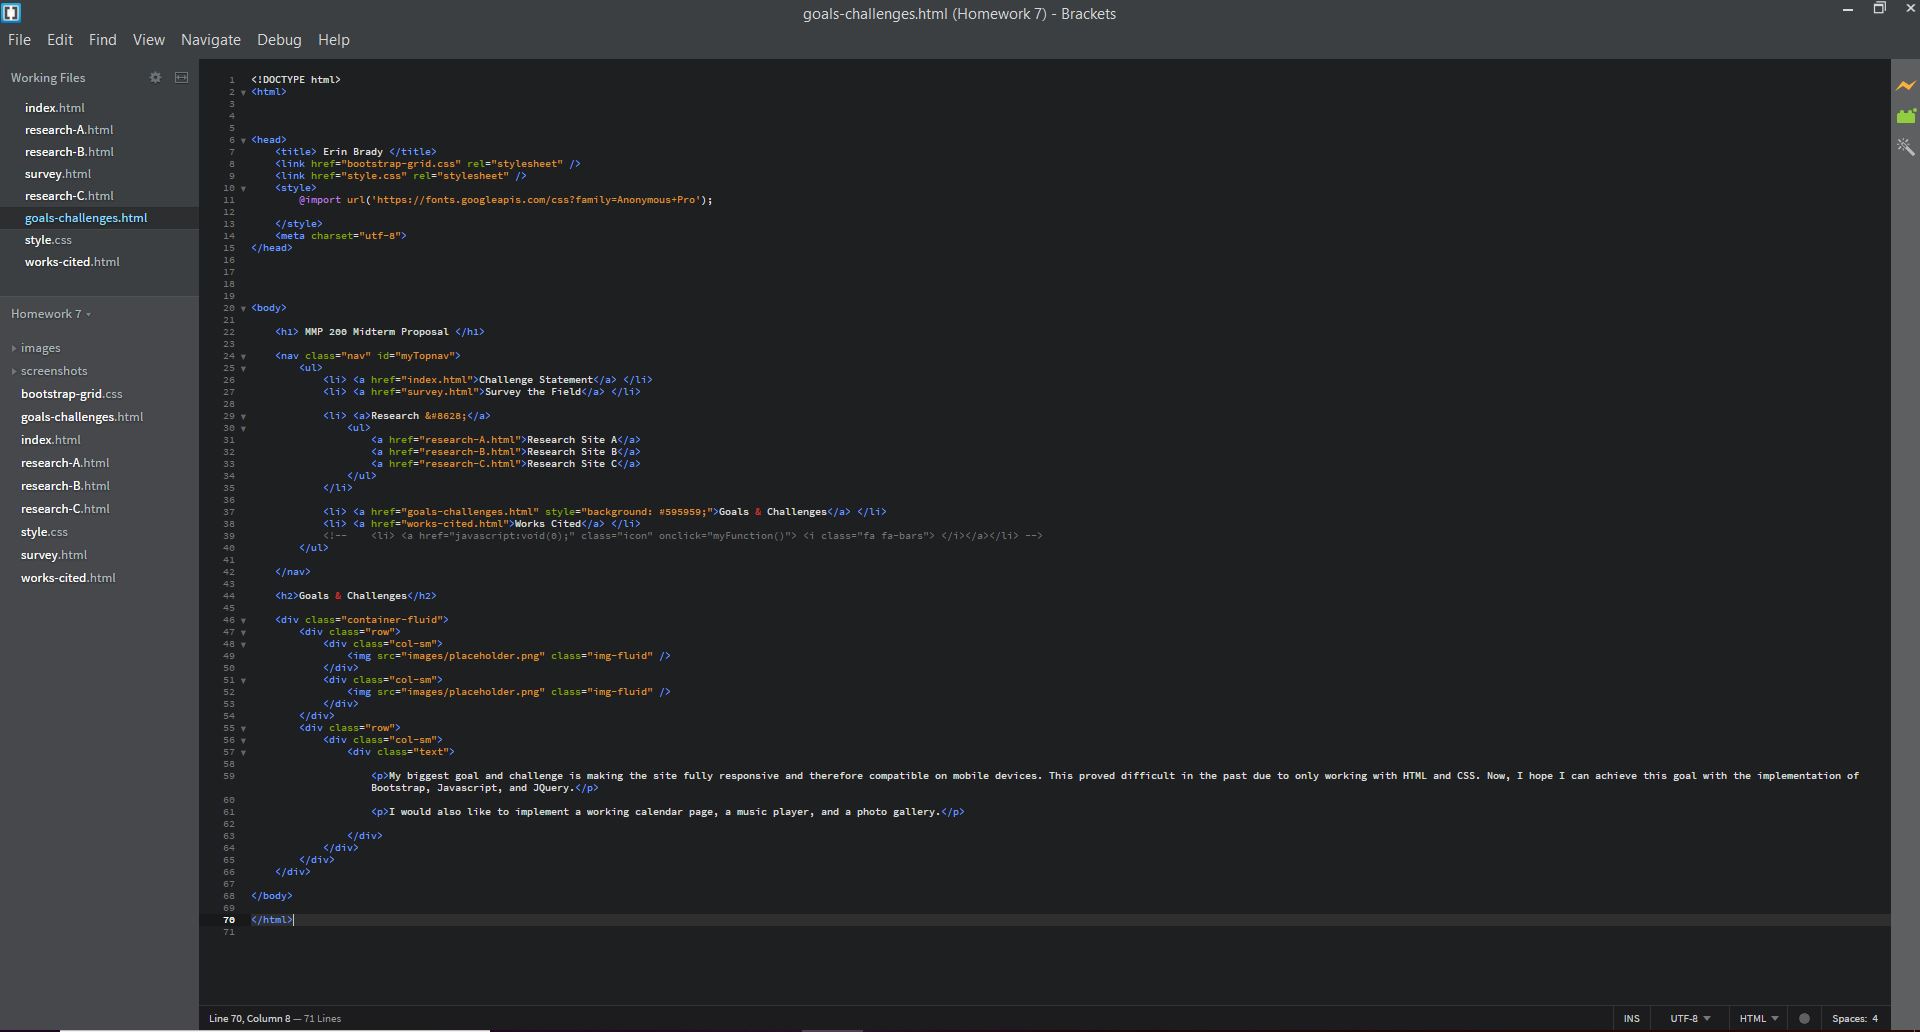 goals-challenges.html (Homework 7) - Brackets
File Edit Find View Navigate Debug Help
Working Files
index.html
research-A.html
research-B.html
survey.html
research-C.html
goals-challenges.html
style.css
works-cited.html
Homework 7
images
screenshots
bootstrap-grid.css
goals-challenges.html
index.html
research-A.html
research-B.html
research-C.html
style.css
survey.html
works-cited.html
1 <!DOCTYPE html>
2 <html>
3
4
5
6 <head>
7 <title> Erin Brady </title>
8 <link href="bootstrap-grid.css" rel="stylesheet" />
9 <link href="style.css" rel="stylesheet" />
10 <style>
11 @import url('https://fonts.googleapis.com/css?family=Anonymous+Pro');
12
13 </style>
14 <meta charset="utf-8">
15 </head>
16
17
18
19
20 <body>
21
22 <h1> MMP 200 Midterm Proposal </h1>
23
24 <nav class="nav" id="myTopnav">
25 <ul>
26 <li> <a href="index.html">Challenge Statement</a> </li>
27 <li> <a href="survey.html">Survey the Field</a> </li>
28
29 <li> <a>Research &#8628;</a>
30 <ul>
31 <a href="research-A.html">Research Site A</a>
32 <a href="research-B.html">Research Site B</a>
33 <a href="research-C.html">Research Site C</a>
34 </ul>
35 </li>
36
37 <li> <a href="goals-challenges.html" style="background: #595959;">Goals & Challenges</a> </li>
38 <li> <a href="works-cited.html">Works Cited</a> </li>
39 <!-- <li> <a href="javascript:void(0);" class="icon" onclick="myFunction()"> <i class="fa fa-bars"> </i></a></li> -->
40 </ul>
41
42 </nav>
43
44 <h2>Goals & Challenges</h2>
45
46 <div class="container-fluid">
47 <div class="row">
48 <div class="col-sm">
49 <img src="images/placeholder.png" class="img-fluid" />
50 </div>
51 <div class="col-sm">
52 <img src="images/placeholder.png" class="img-fluid" />
53 </div>
54 </div>
55 <div class="row">
56 <div class="col-sm">
57 <div class="text">
58
59 <p>My biggest goal and challenge is making the site fully responsive and therefore compatible on mobile devices. This proved difficult in the past due to only working with HTML and CSS. Now, I hope I can achieve this goal with the implementation of
Bootstrap, Javascript, and JQuery.</p>
60
61 <p>I would also like to implement a working calendar page, a music player, and a photo gallery.</p>
62
63 </div>
64 </div>
65 </div>
66 </div>
67
68 </body>
69
70 </html>
71
Line 70, Column 8 — 71 Lines
INS UTF-8 HTML Spaces: 4